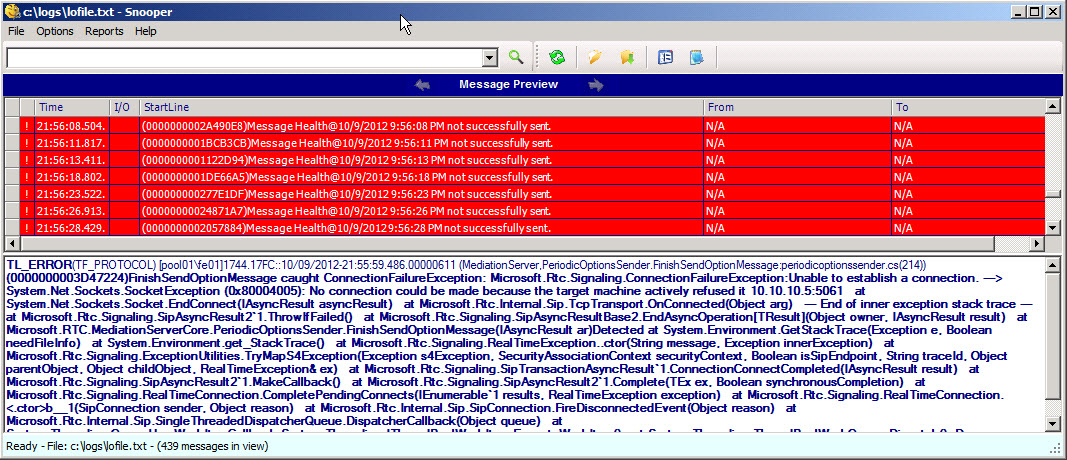 c:\logs\lofile.txt - Snooper
File Options Reports Help
Message Preview
Time I/O StartLine From To
! 21:56:08.504. (0000000002A490E8)Message Health@10/9/2012 9:56:08 PM not successfully sent. N/A N/A
! 21:56:11.817. (0000000001BCB3CB)Message Health@10/9/2012 9:56:11 PM not successfully sent. N/A N/A
! 21:56:13.411. (0000000001122D94)Message Health@10/9/2012 9:56:13 PM not successfully sent. N/A N/A
! 21:56:18.802. (0000000001DE66A5)Message Health@10/9/2012 9:56:18 PM not successfully sent. N/A N/A
! 21:56:23.522. (000000000277E1DF)Message Health@10/9/2012 9:56:23 PM not successfully sent. N/A N/A
! 21:56:26.913. (00000000024871A7)Message Health@10/9/2012 9:56:26 PM not successfully sent. N/A N/A
! 21:56:28.429. (0000000002057884)Message Health@10/9/2012 9:56:28 PM not successfully sent. N/A N/A
TL_ERROR(TF_PROTOCOL) [pool01\fe01]1744.17FC::10/09/2012-21:55:59.486.00000611 (MediationServer,PeriodicOptionsSender.FinishSendOptionMessage:periodicoptionssender.cs(214))
(0000000003D47224)FinishSendOptionMessage caught ConnectionFailureException: Microsoft.Rtc.Signaling.ConnectionFailureException:Unable to establish a connection. --->
System.Net.Sockets.SocketException (0x80004005): No connection could be made because the target machine actively refused it 10.10.10.5:5061 at
System.Net.Sockets.Socket.EndConnect(IAsyncResult asyncResult) at Microsoft.Rtc.Internal.Sip.TcpTransport.OnConnected(Object arg) --- End of inner exception stack trace ---
at Microsoft.Rtc.Signaling.SipAsyncResult2`1.ThrowIfFailed() at Microsoft.Rtc.Signaling.SipAsyncResultBase2.EndAsyncOperation[TResult](Object owner, IAsyncResult result) at
Microsoft.RTC.MediationServerCore.PeriodicOptionsSender.FinishSendOptionMessage(IAsyncResult ar)Detected at System.Environment.GetStackTrace(Exception e, Boolean
needFileInfo) at System.Environment.get_StackTrace() at Microsoft.Rtc.Signaling.RealTimeException..ctor(String message, Exception innerException) at
Microsoft.Rtc.Signaling.ExceptionUtilities.TryMapS4Exception(Exception s4Exception, SecurityAssociationContext securityContext, Boolean isSipEndpoint, String traceId, Object
parentObject, Object childObject, RealTimeException& ex) at Microsoft.Rtc.Signaling.SipTransactionAsyncResult`1.ConnectionConnectCompleted(IAsyncResult result) at
Microsoft.Rtc.Signaling.SipAsyncResult2`1.MakeCallback() at Microsoft.Rtc.Signaling.SipAsyncResult2`1.Complete(TEx ex, Boolean synchronousCompletion) at
Microsoft.Rtc.Signaling.RealTimeConnection.CompletePendingConnects(IEnumerable`1 results, RealTimeException exception) at Microsoft.Rtc.Signaling.RealTimeConnection.
<.ctor>b__1(SipConnection sender, Object reason) at Microsoft.Rtc.Internal.Sip.SipConnection.FireDisconnectedEvent(Object reason) at
Microsoft.Rtc.Internal.Sip.SingleThreadedDispatcherQueue.DispatcherCallback(Object queue) at
Ready - File: c:\logs\lofile.txt - (439 messages in view)